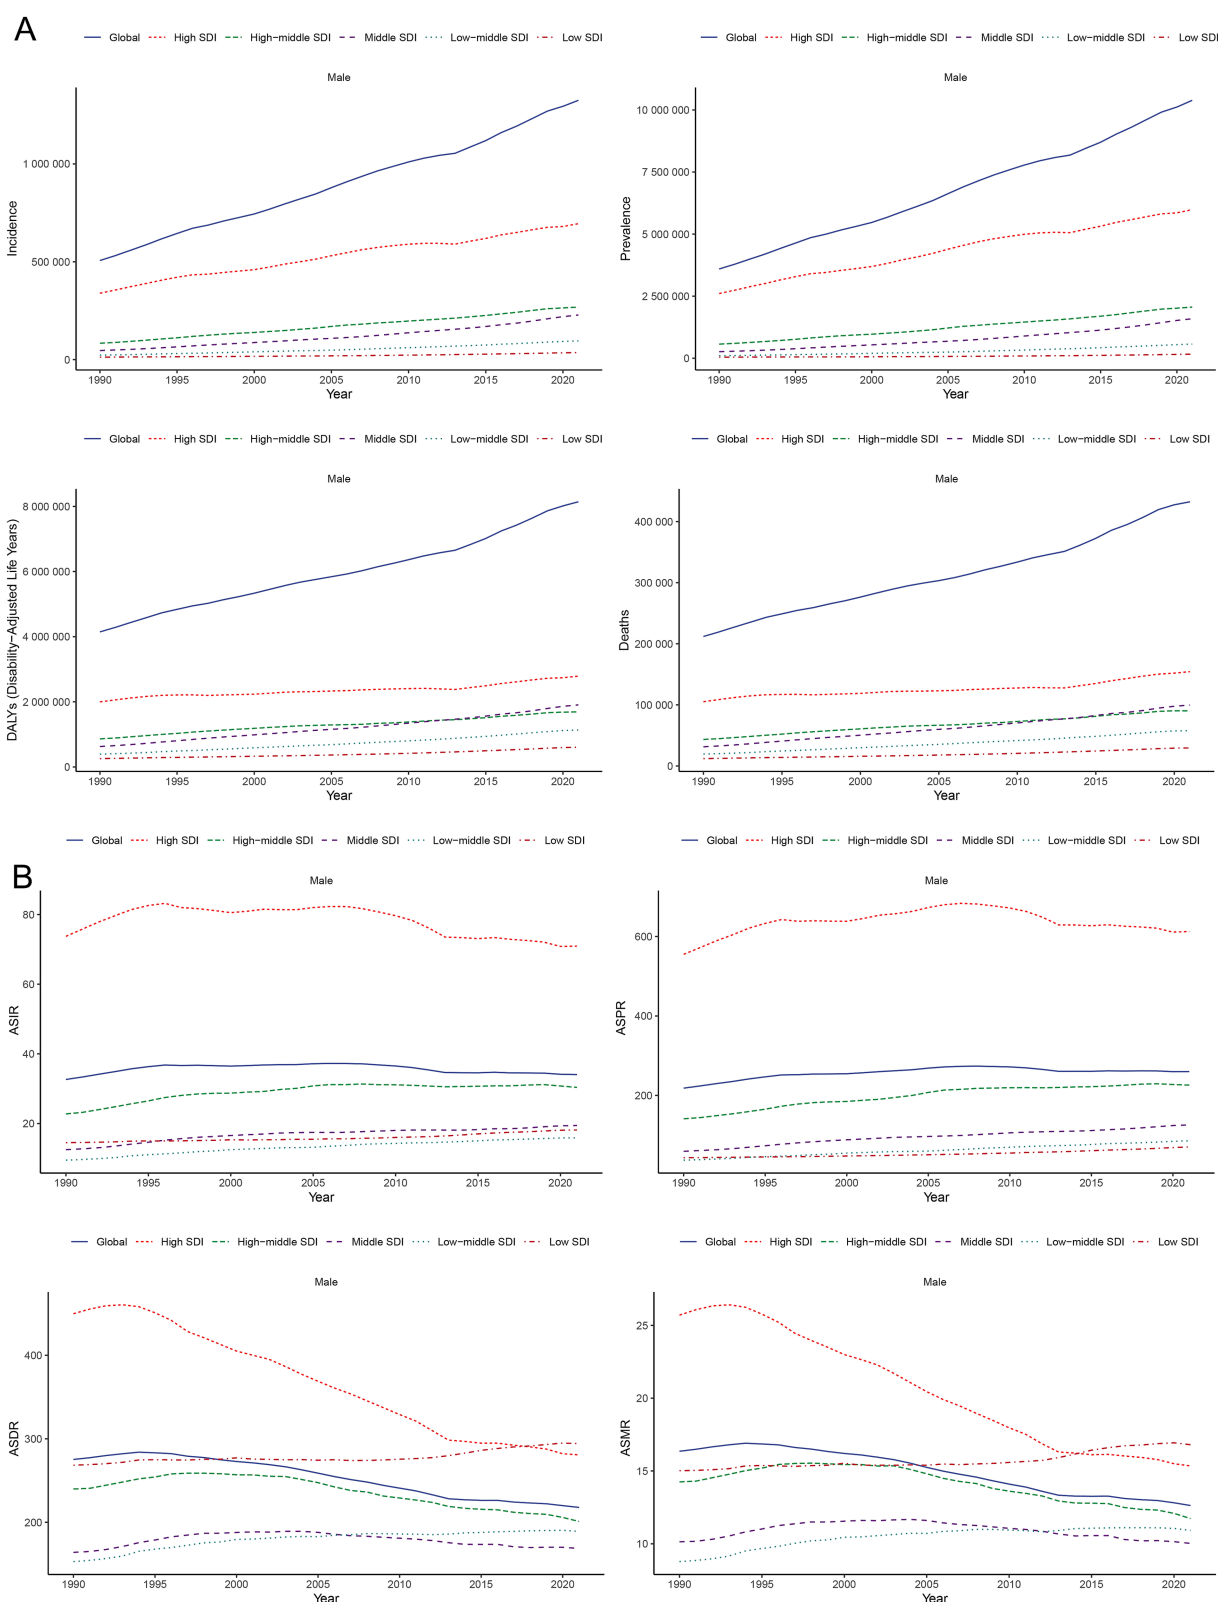 A
Global High SDI High−middle SDI Middle SDI Low−middle SDI Low SDI
Male
Incidence
1 000 000
500 000
0
1990 1995 2000 2005 2010 2015 2020
Year
Global High SDI High−middle SDI Middle SDI Low−middle SDI Low SDI
Male
Prevalence
10 000 000
7 500 000
5 000 000
2 500 000
0
1990 1995 2000 2005 2010 2015 2020
Year
Global High SDI High−middle SDI Middle SDI Low−middle SDI Low SDI
Male
DALYs (Disability−Adjusted Life Years)
8 000 000
6 000 000
4 000 000
2 000 000
0
1990 1995 2000 2005 2010 2015 2020
Year
Global High SDI High−middle SDI Middle SDI Low−middle SDI Low SDI
Male
Deaths
400 000
300 000
200 000
100 000
0
1990 1995 2000 2005 2010 2015 2020
Year
B
Global High SDI High−middle SDI Middle SDI Low−middle SDI Low SDI
Male
ASIR
80
60
40
20
1990 1995 2000 2005 2010 2015 2020
Year
Global High SDI High−middle SDI Middle SDI Low−middle SDI Low SDI
Male
ASPR
600
400
200
1990 1995 2000 2005 2010 2015 2020
Year
Global High SDI High−middle SDI Middle SDI Low−middle SDI Low SDI
Male
ASDR
400
300
200
1990 1995 2000 2005 2010 2015 2020
Year
Global High SDI High−middle SDI Middle SDI Low−middle SDI Low SDI
Male
ASMR
25
20
15
10
1990 1995 2000 2005 2010 2015 2020
Year